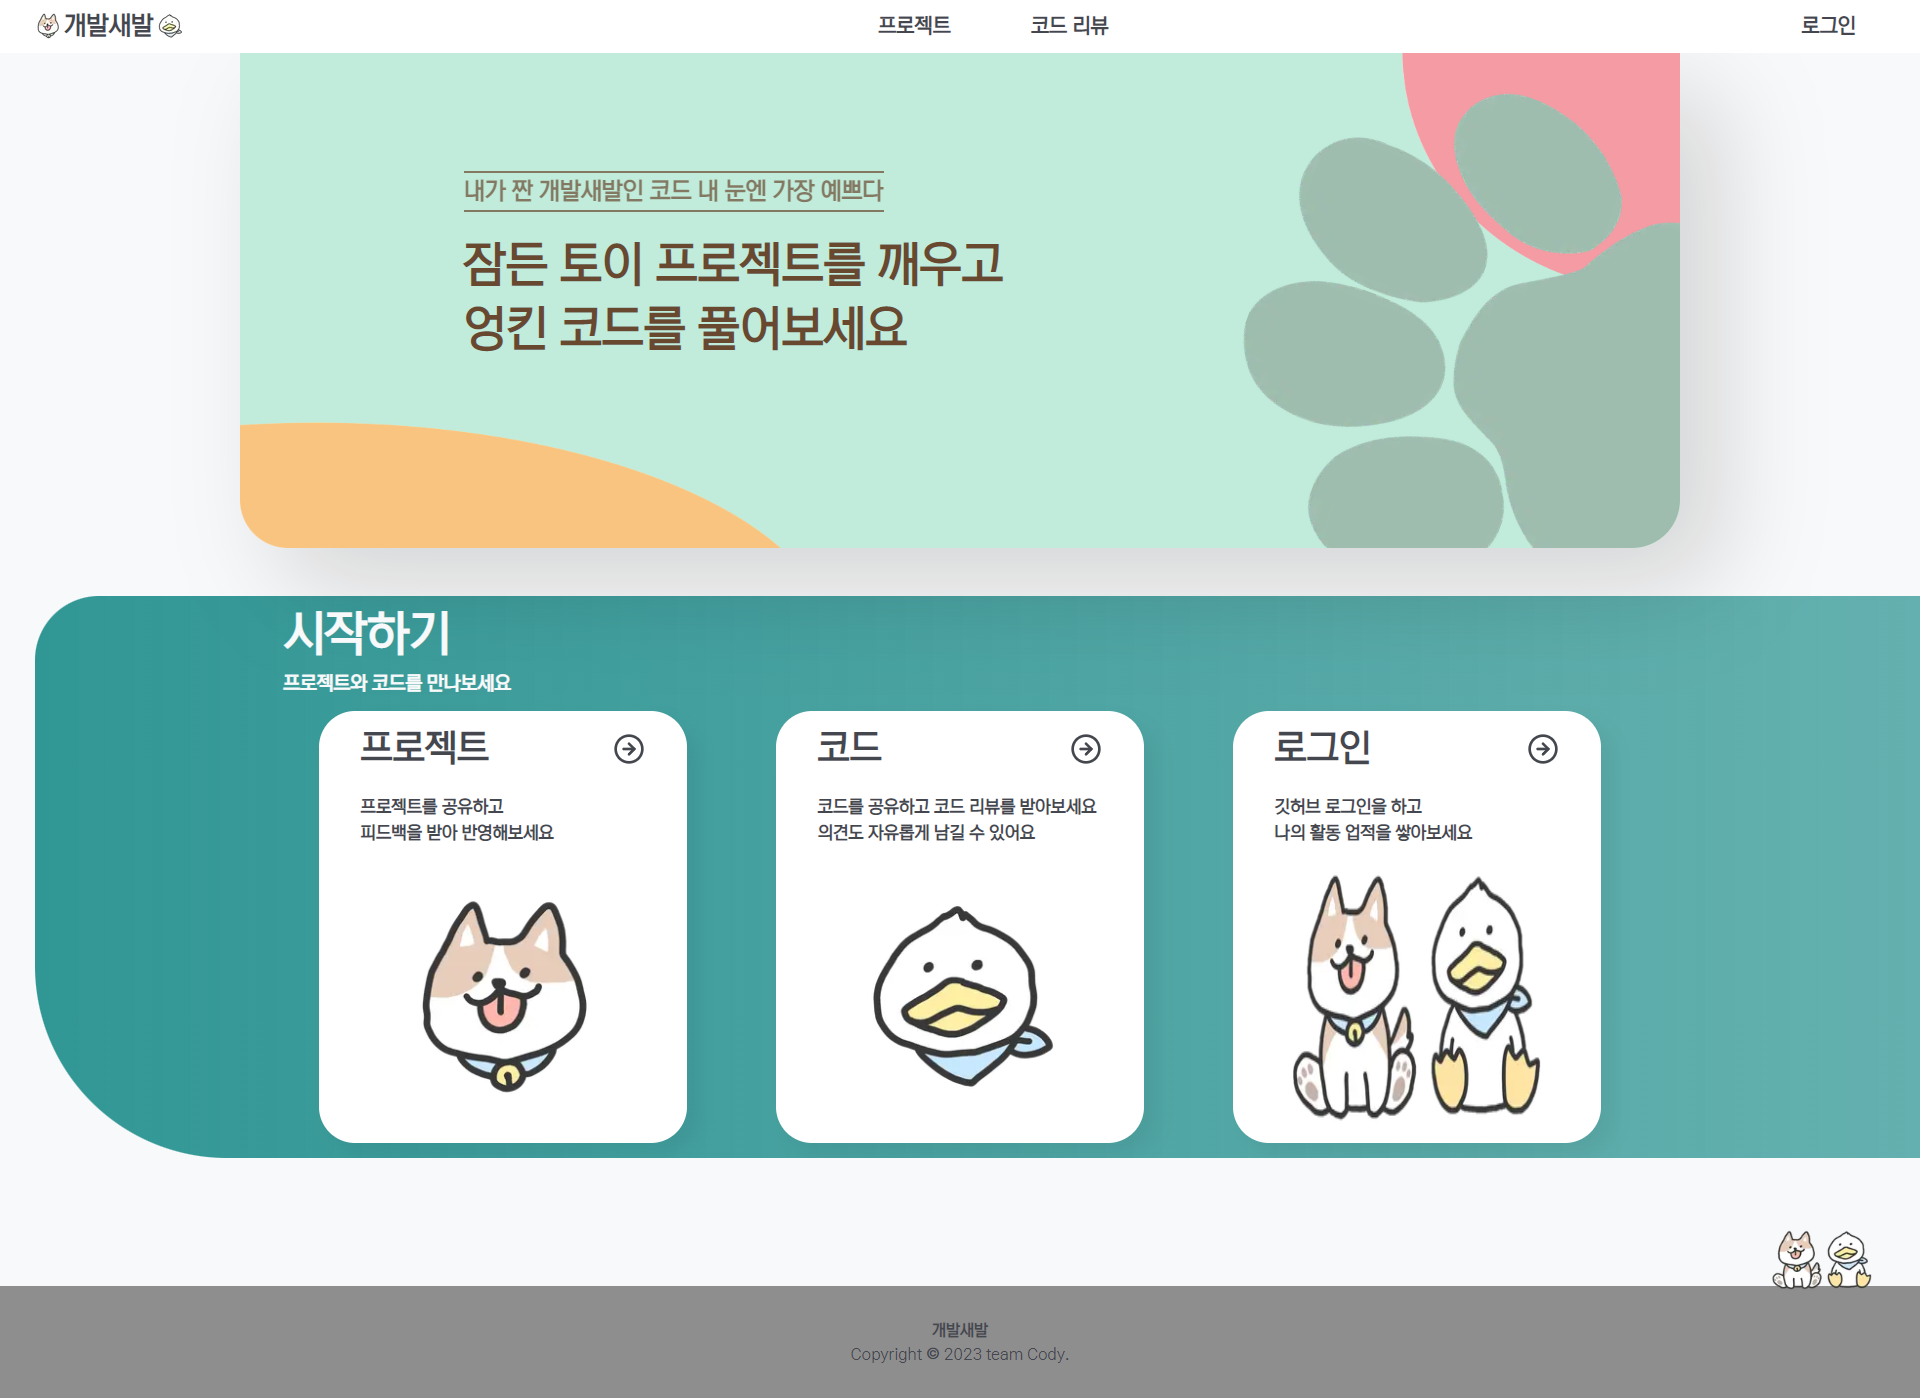 개발새발
프로젝트
코드 리뷰
로그인
내가 짠 개발새발인 코드 내 눈엔 가장 예쁘다
잠든 토이 프로젝트를 깨우고
엉킨 코드를 풀어보세요
시작하기
프로젝트와 코드를 만나보세요
프로젝트
프로젝트를 공유하고
피드백을 받아 반영해보세요
코드
코드를 공유하고 코드 리뷰를 받아보세요
의견도 자유롭게 남길 수 있어요
로그인
깃허브 로그인을 하고
나의 활동 업적을 쌓아보세요
개발새발
Copyright © 2023 team Cody.